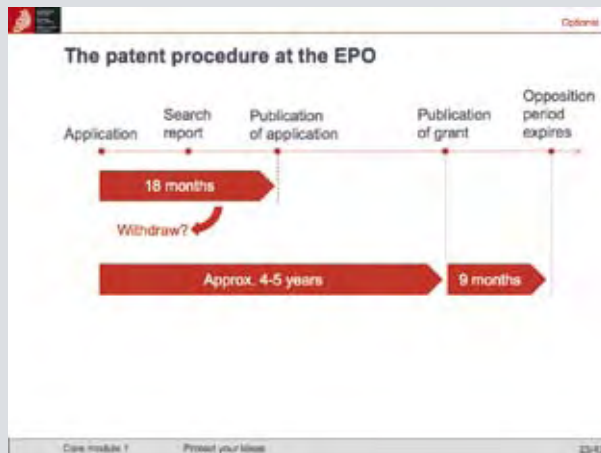 Optional
The patent procedure at the EPO
Application
Search
report
Publication
of application
Publication
of grant
Opposition
period
expires
18 months
Withdraw?
Approx. 4-5 years
9 months
Core module 1 Protect your ideas